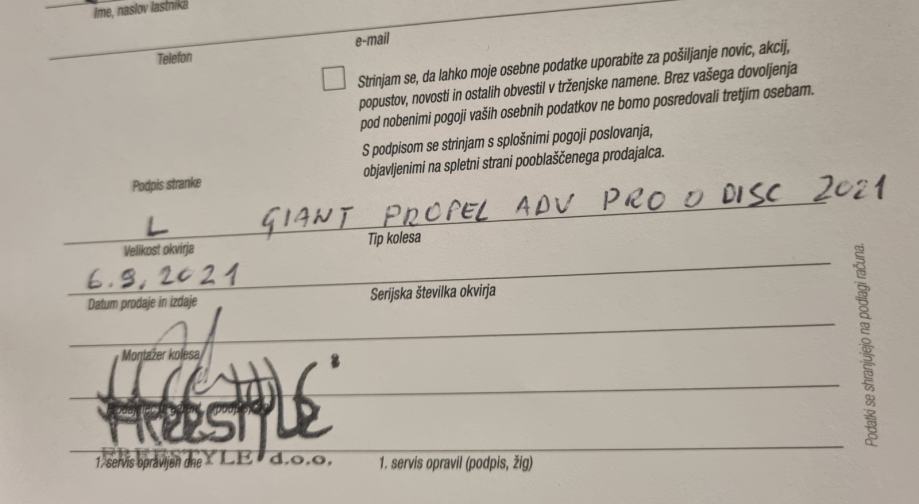 Ime, naslov lastnika
Telefon
e-mail
Strinjam se, da lahko moje osebne podatke uporabite za pošiljanje novic, akcij,
popustov, novosti in ostalih obvestil v trženjske namene. Brez vašega dovoljenja
pod nobenimi pogoji vaših osebnih podatkov ne bomo posredovali tretjim osebam.
S podpisom se strinjam s splošnimi pogoji poslovanja,
objavljenimi na spletni strani pooblaščenega prodajalca.
Podpis stranke
L GIANT PROPEL ADV PRO 0 DISC 2021
Velikost okvirja Tip kolesa
6.9,2021
Datum prodaje in izdaje Serijska številka okvirja
Montažer kolesa
FREESTYLE
FREESTYLE d.o.o.
1. servis opravljen dne 1. servis opravil (podpis, žig)
Podatki se shranjujejo na podlagi računa.